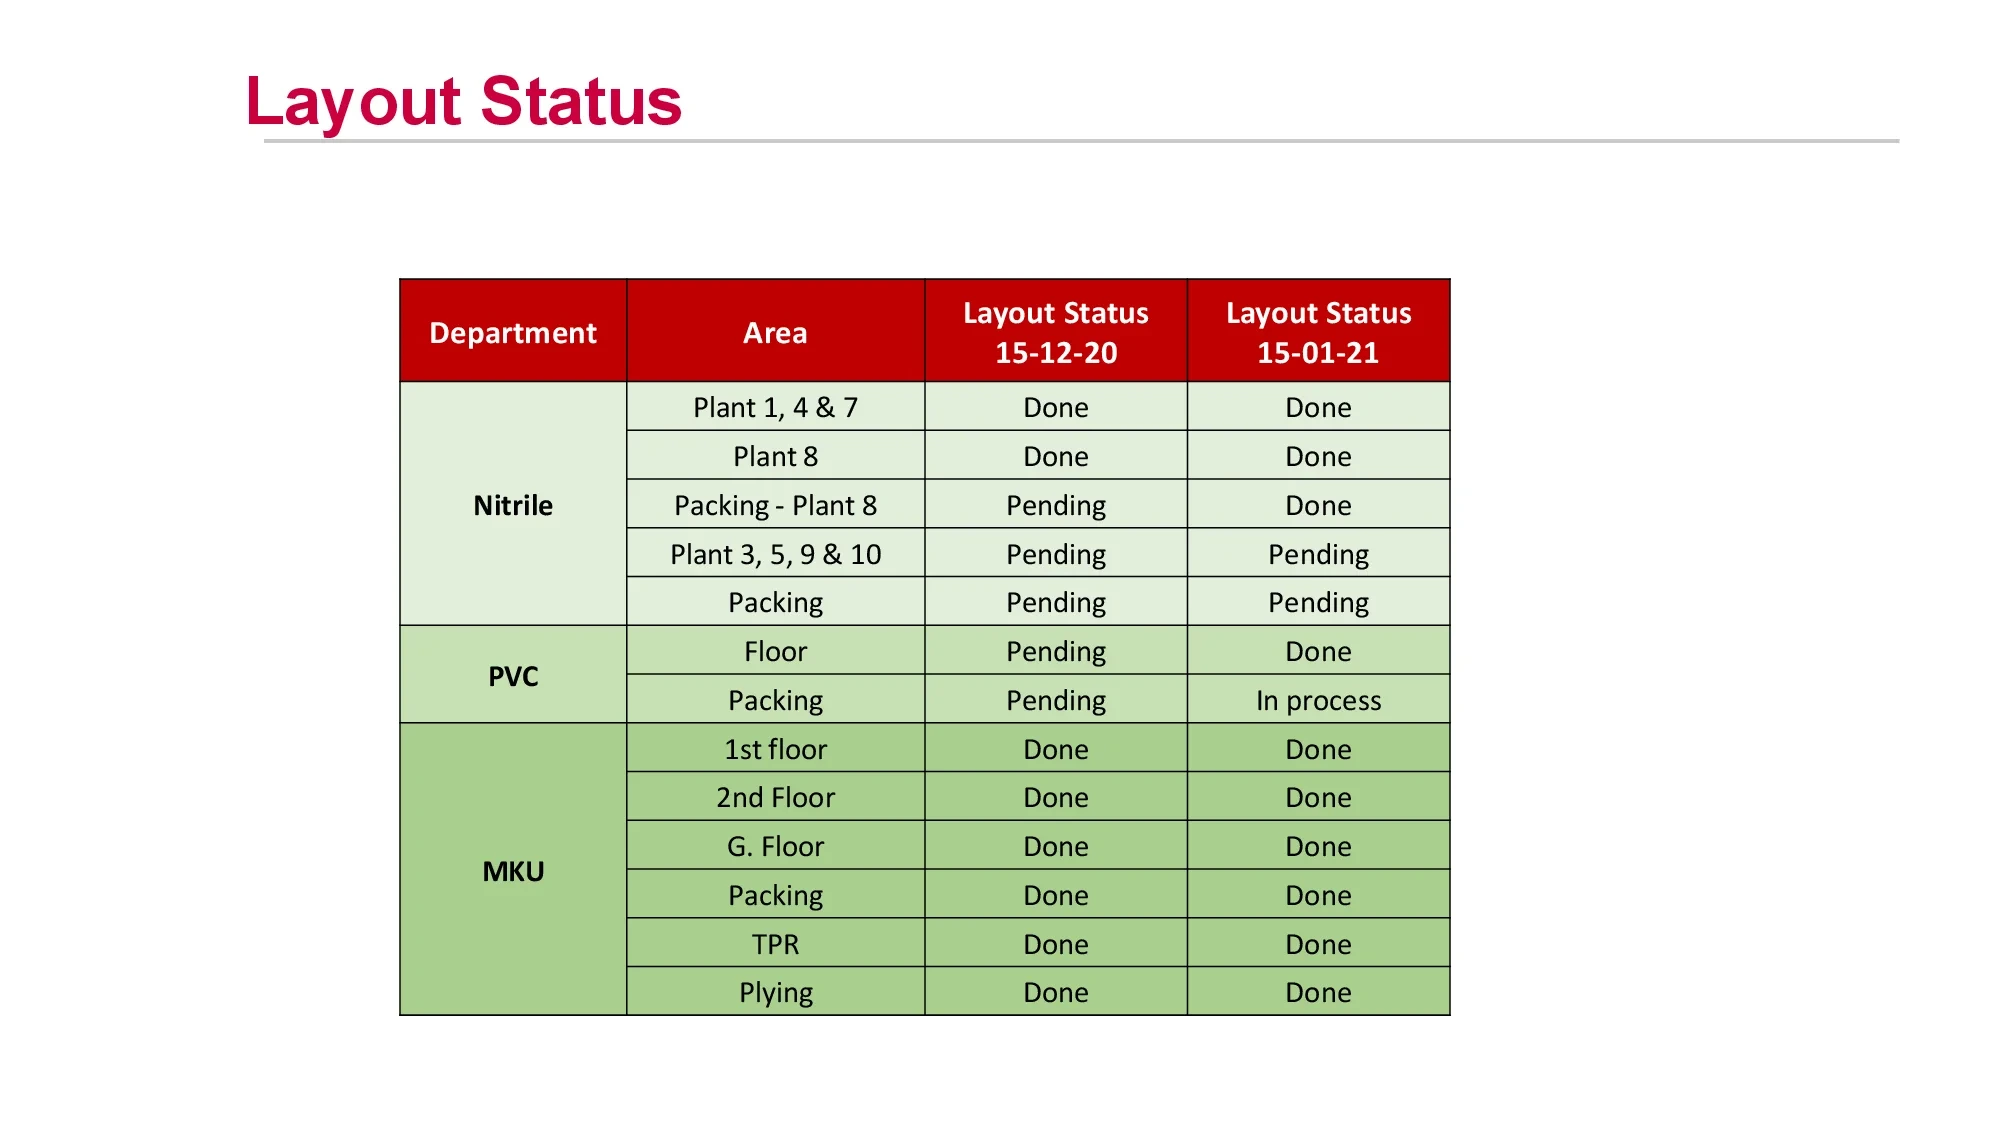 Layout Status
Department Area Layout Status 15-12-20 Layout Status 15-01-21
Nitrile Plant 1, 4 & 7 Done Done
Plant 8 Done Done
Packing - Plant 8 Pending Done
Plant 3, 5, 9 & 10 Pending Pending
Packing Pending Pending
PVC Floor Pending Done
Packing Pending In process
MKU 1st floor Done Done
2nd Floor Done Done
G. Floor Done Done
Packing Done Done
TPR Done Done
Plying Done Done